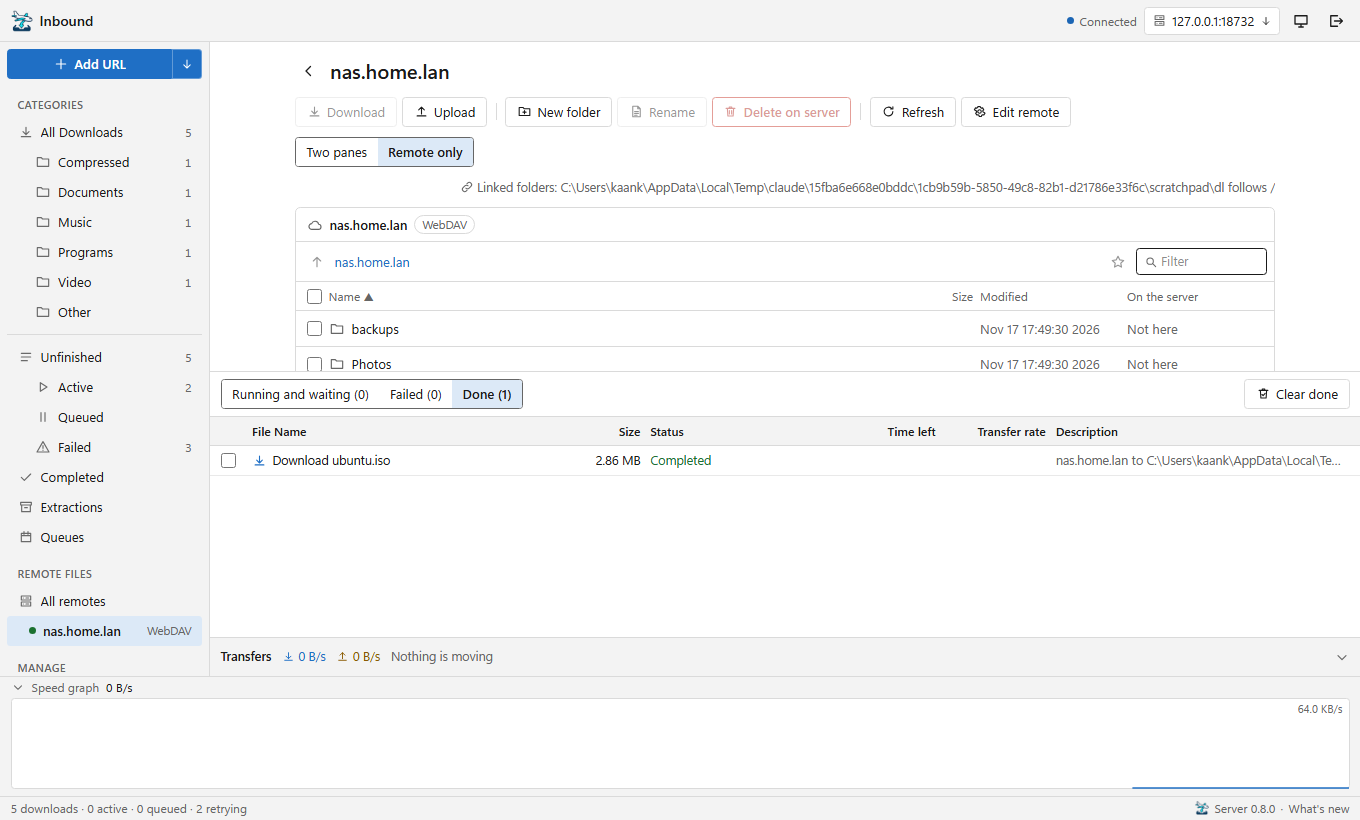 Inbound
Connected
127.0.0.1:18732
Add URL
CATEGORIES
All Downloads 5
Compressed 1
Documents 1
Music 1
Programs 1
Video 1
Other
Unfinished 5
Active 2
Queued
Failed 3
Completed
Extractions
Queues
REMOTE FILES
All remotes
nas.home.lan WebDAV
MANAGE
nas.home.lan
Download Upload New folder Rename Delete on server Refresh Edit remote
Two panes Remote only
Linked folders: C:\Users\kaank\AppData\Local\Temp\claude\15fba6e668e0bddc\1cb9b59b-5850-49c8-82b1-d21786e33f6c\scratchpad\dl follows /
nas.home.lan WebDAV
nas.home.lan Filter
Name Size Modified On the server
backups Nov 17 17:49:30 2026 Not here
Photos Nov 17 17:49:30 2026 Not here
Running and waiting (0) Failed (0) Done (1) Clear done
File Name Size Status Time left Transfer rate Description
Download ubuntu.iso 2.86 MB Completed nas.home.lan to C:\Users\kaank\AppData\Local\Te...
Transfers 0 B/s 0 B/s Nothing is moving
Speed graph 0 B/s
64.0 KB/s
5 downloads · 0 active · 0 queued · 2 retrying
Server 0.8.0 · What's new